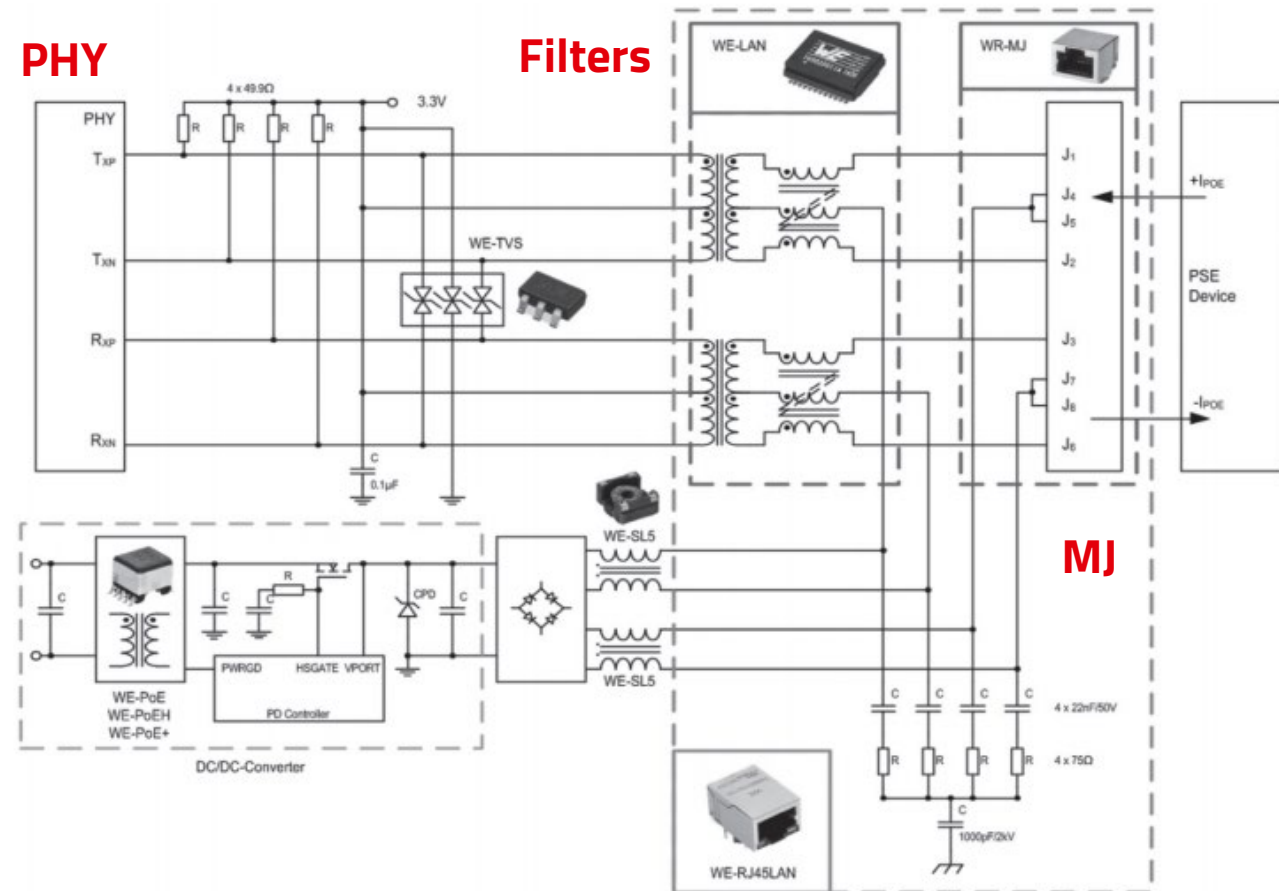 PHY
Filters
MJ
WE-LAN
WE
WR-MJ
4 x 49.9Ω
3.3V
PHY
R
R
R
R
TXP
TXN
RXP
RXN
WE-TVS
C
0.1µF
J1
J4
J5
J2
J3
J7
J8
J6
+IPOE
PSE
Device
-IPOE
WE-SL5
WE-SL5
C
C
C
R
CPD
C
PWRGD
HSGATE
VPORT
PD Controller
WE-PoE
WE-PoEH
WE-PoE+
DC/DC-Converter
C
C
C
C
4 x 22nF/50V
R
R
R
R
4 x 75Ω
C
1000pF/2kV
WE-RJ45LAN